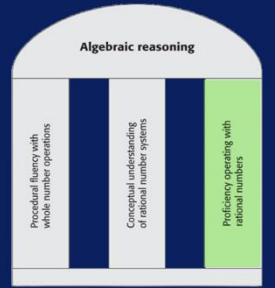 Algebraic reasoning
Procedural fluency with
whole number operations
Conceptual understanding
of rational number systems
Proficiency operating with
rational numbers